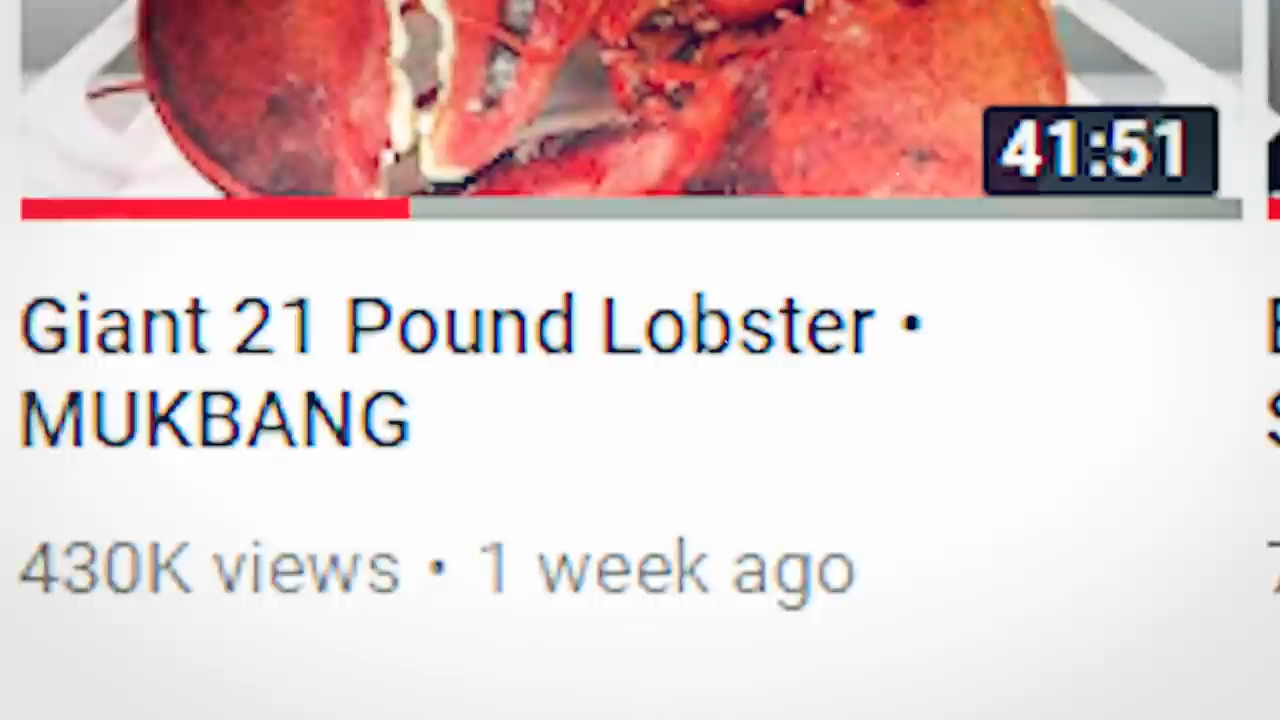 41:51
Giant 21 Pound Lobster •
MUKBANG
430K views • 1 week ago